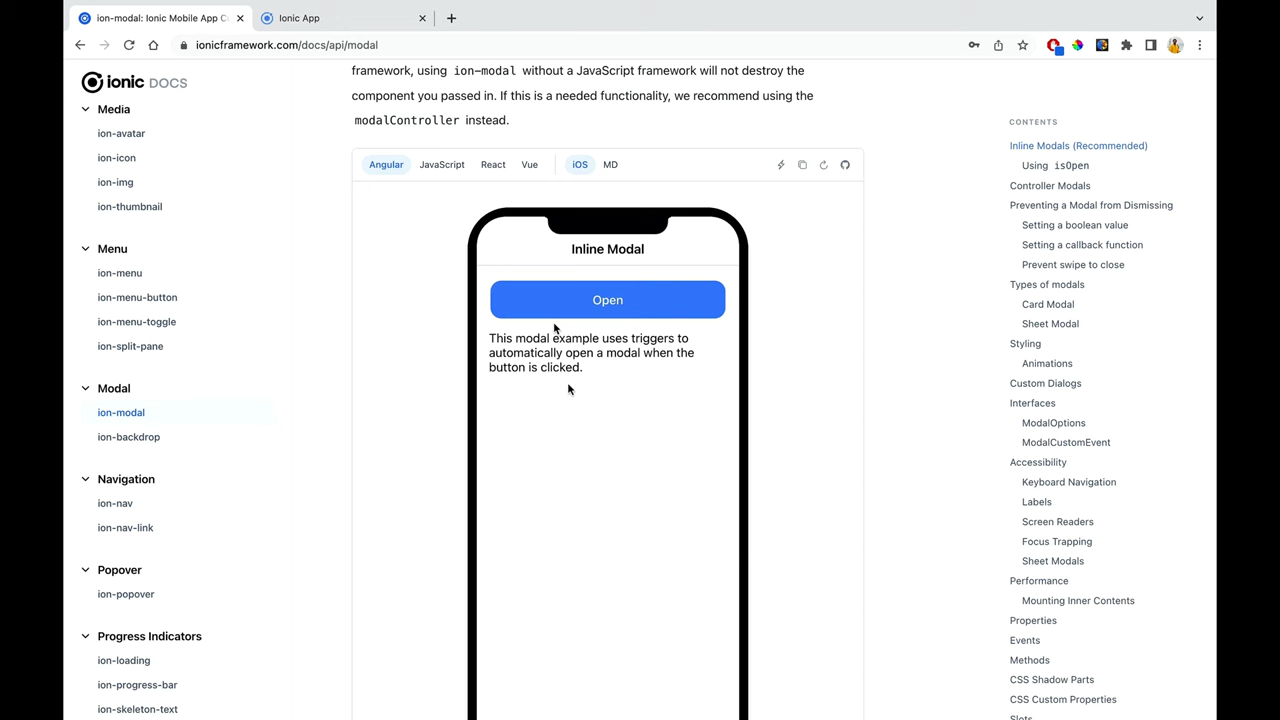 ion-modal: Ionic Mobile App C
Ionic App
ionicframework.com/docs/api/modal
ionic DOCS
Media
ion-avatar
ion-icon
ion-img
ion-thumbnail
Menu
ion-menu
ion-menu-button
ion-menu-toggle
ion-split-pane
Modal
ion-modal
ion-backdrop
Navigation
ion-nav
ion-nav-link
Popover
ion-popover
Progress Indicators
ion-loading
ion-progress-bar
ion-skeleton-text
framework, using ion-modal without a JavaScript framework will not destroy the
component you passed in. If this is a needed functionality, we recommend using the
modalController instead.
Angular JavaScript React Vue iOS MD
Inline Modal
Open
This modal example uses triggers to
automatically open a modal when the
button is clicked.
CONTENTS
Inline Modals (Recommended)
Using isOpen
Controller Modals
Preventing a Modal from Dismissing
Setting a boolean value
Setting a callback function
Prevent swipe to close
Types of modals
Card Modal
Sheet Modal
Styling
Animations
Custom Dialogs
Interfaces
ModalOptions
ModalCustomEvent
Accessibility
Keyboard Navigation
Labels
Screen Readers
Focus Trapping
Sheet Modals
Performance
Mounting Inner Contents
Properties
Events
Methods
CSS Shadow Parts
CSS Custom Properties
Slots